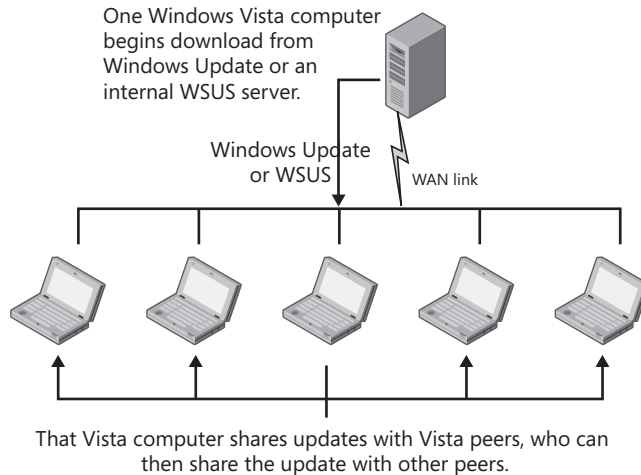 One Windows Vista computer
begins download from
Windows Update or an
internal WSUS server.
Windows Update
or WSUS
WAN link
That Vista computer shares updates with Vista peers, who can
then share the update with other peers.